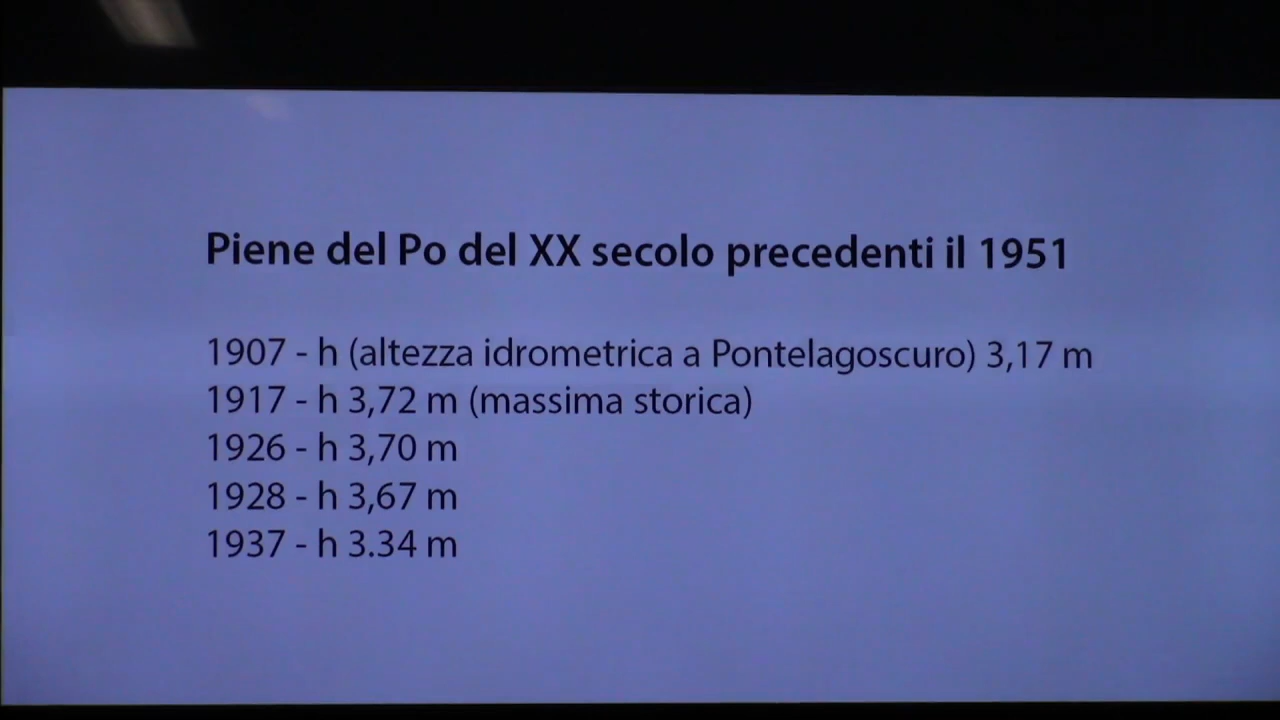 Piene del Po del XX secolo precedenti il 1951
1907 - h (altezza idrometrica a Pontelagoscuro) 3,17 m
1917 - h 3,72 m (massima storica)
1926 - h 3,70 m
1928 - h 3,67 m
1937 - h 3.34 m